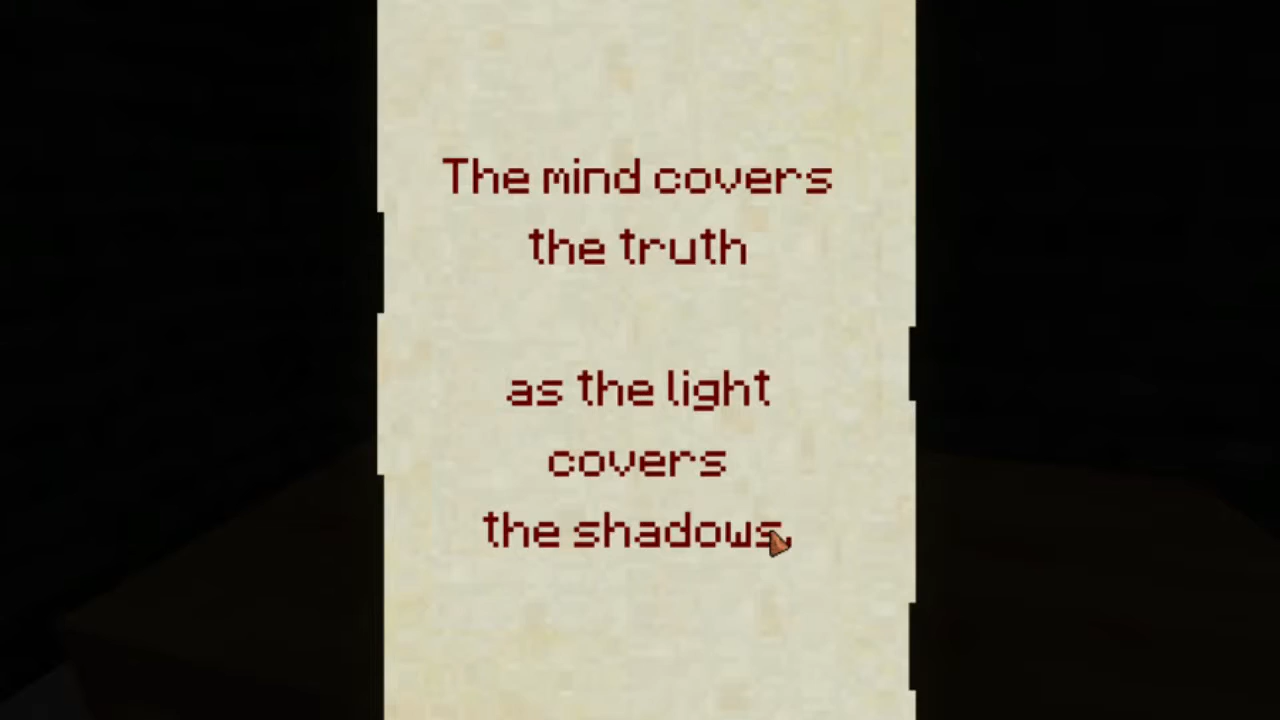 The mind covers
the truth
as the light
covers
the shadows.